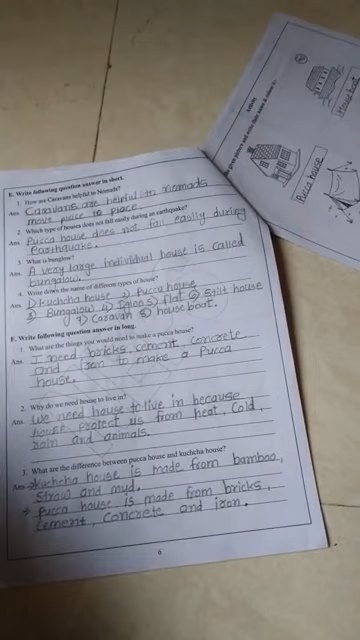 E. Write following question answer in short.
1. How are Caravans helpful to Nomads?
Ans. Caravans are helpful to nomads
move place to place.
2. Which type of houses does not fall easily during an earthquake?
Ans. Pucca house does not fall easily during
earthquake.
3. What is bunglow?
Ans. A very large individual house is called
bungalow.
4. Write down the name of different types of house?
Ans. 1) kuchcha house 2) Pucca house
3) Bungalow 4) Igloo 5) flat 6) Stilt house
7) Caravan 8) house boat.
F. Write following question answer in long.
1. What are the things you would need to make a pucca house?
Ans. I need, bricks, cement, concrete
and iron to make a Pucca
house.
2. Why do we need house to live in?
Ans. We need house to live in because
house protect us from heat, cold,
rain and animals.
3. What are the difference between pucca house and kuchcha house?
Ans. → Kuchcha house is made from bamboo,
straw and mud.
→ Pucca house is made from bricks,
cement, concrete and iron.
6
Activity
House boat
Pucca house